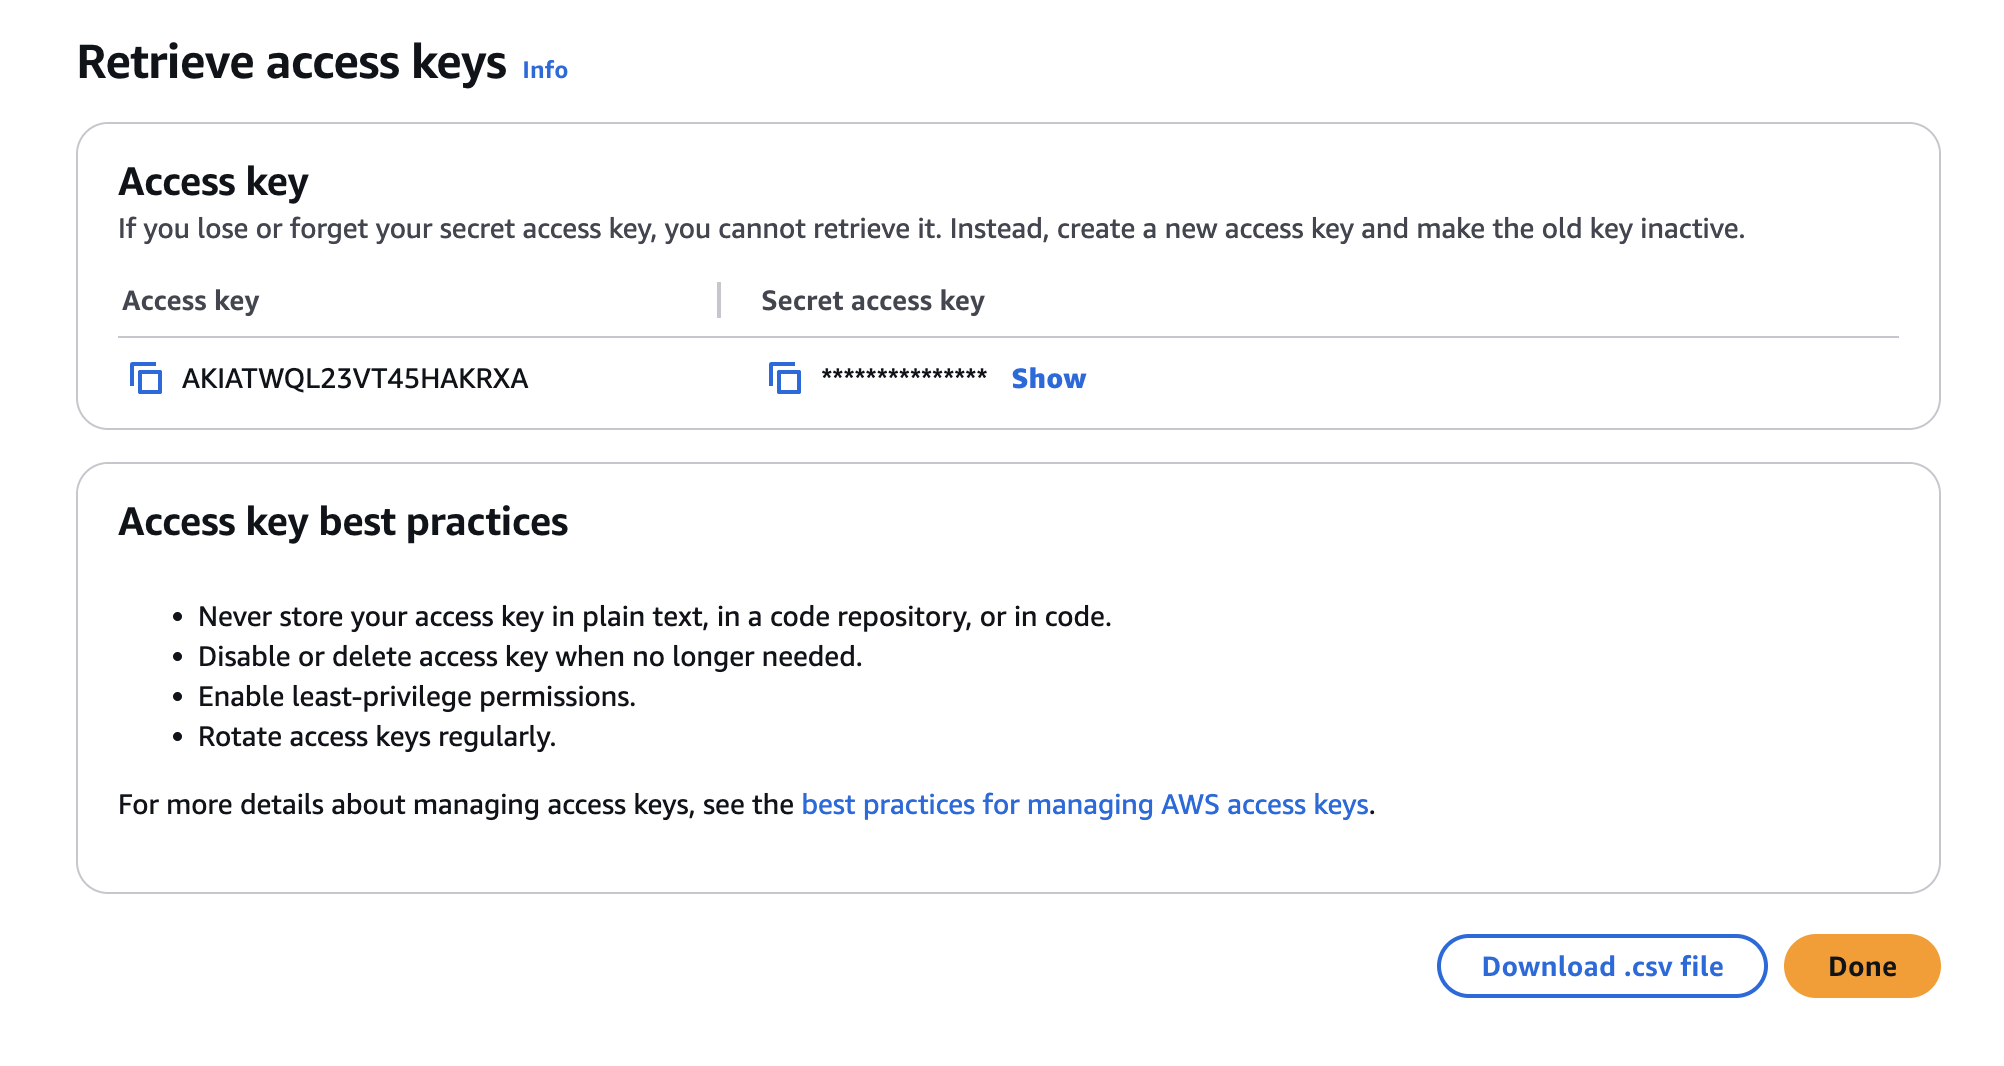 Retrieve access keys Info
Access key
If you lose or forget your secret access key, you cannot retrieve it. Instead, create a new access key and make the old key inactive.
Access key Secret access key
AKIATWQL23VT45HAKRXA *************** Show
Access key best practices
• Never store your access key in plain text, in a code repository, or in code.
• Disable or delete access key when no longer needed.
• Enable least-privilege permissions.
• Rotate access keys regularly.
For more details about managing access keys, see the best practices for managing AWS access keys.
Download .csv file Done